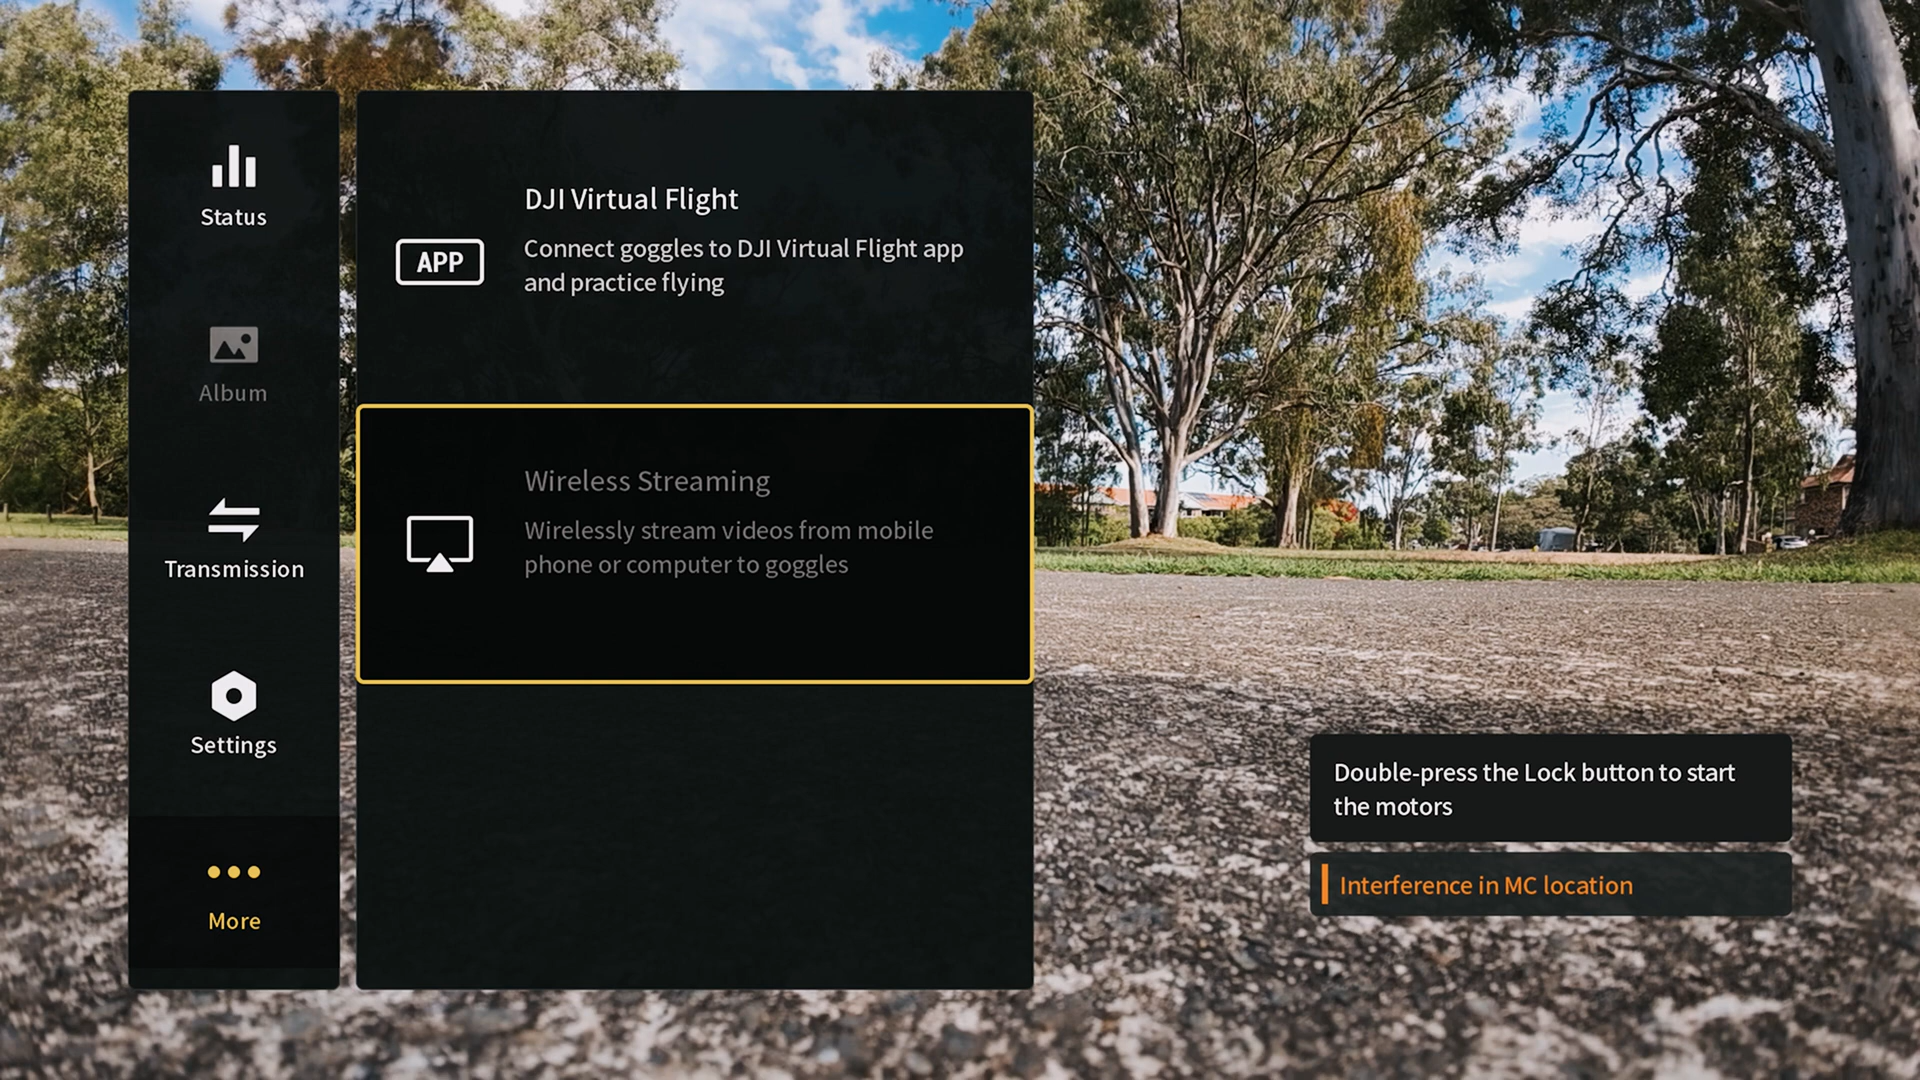 Status
Album
Transmission
Settings
More
DJI Virtual Flight
APP
Connect goggles to DJI Virtual Flight app
and practice flying
Wireless Streaming
Wirelessly stream videos from mobile
phone or computer to goggles
Double-press the Lock button to start
the motors
Interference in MC location